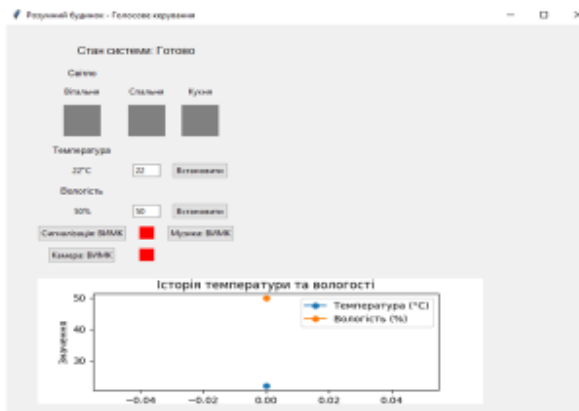 Розумний будинок - Голосове керування
Стан системи: Готово
Світло
Вітальня Спальня Кухня
Температура
22°C 22 Встановити
Вологість
50% 50 Встановити
Сигналізація: ВИМК Музика: ВИМК
Камера: ВИМК
Історія температури та вологості
50
40
30
Значення
Температура (°C)
Вологість (%)
−0.04 −0.02 0.00 0.02 0.04